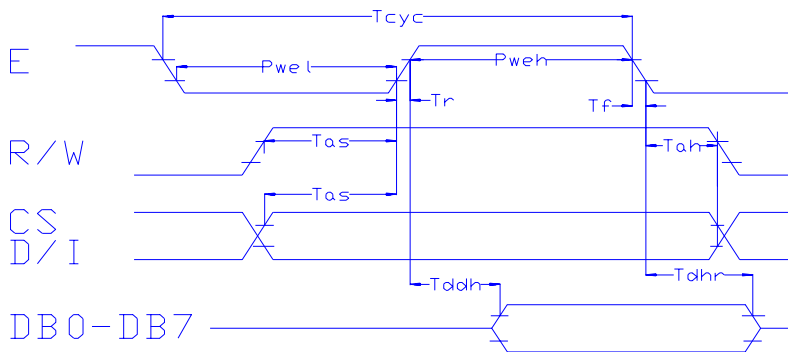 Tcyc
E
Pwel
Pweh
Tr
Tf
R/W
Tas
Tah
Tas
CS
D/I
Tddh
Tdhr
DB0-DB7